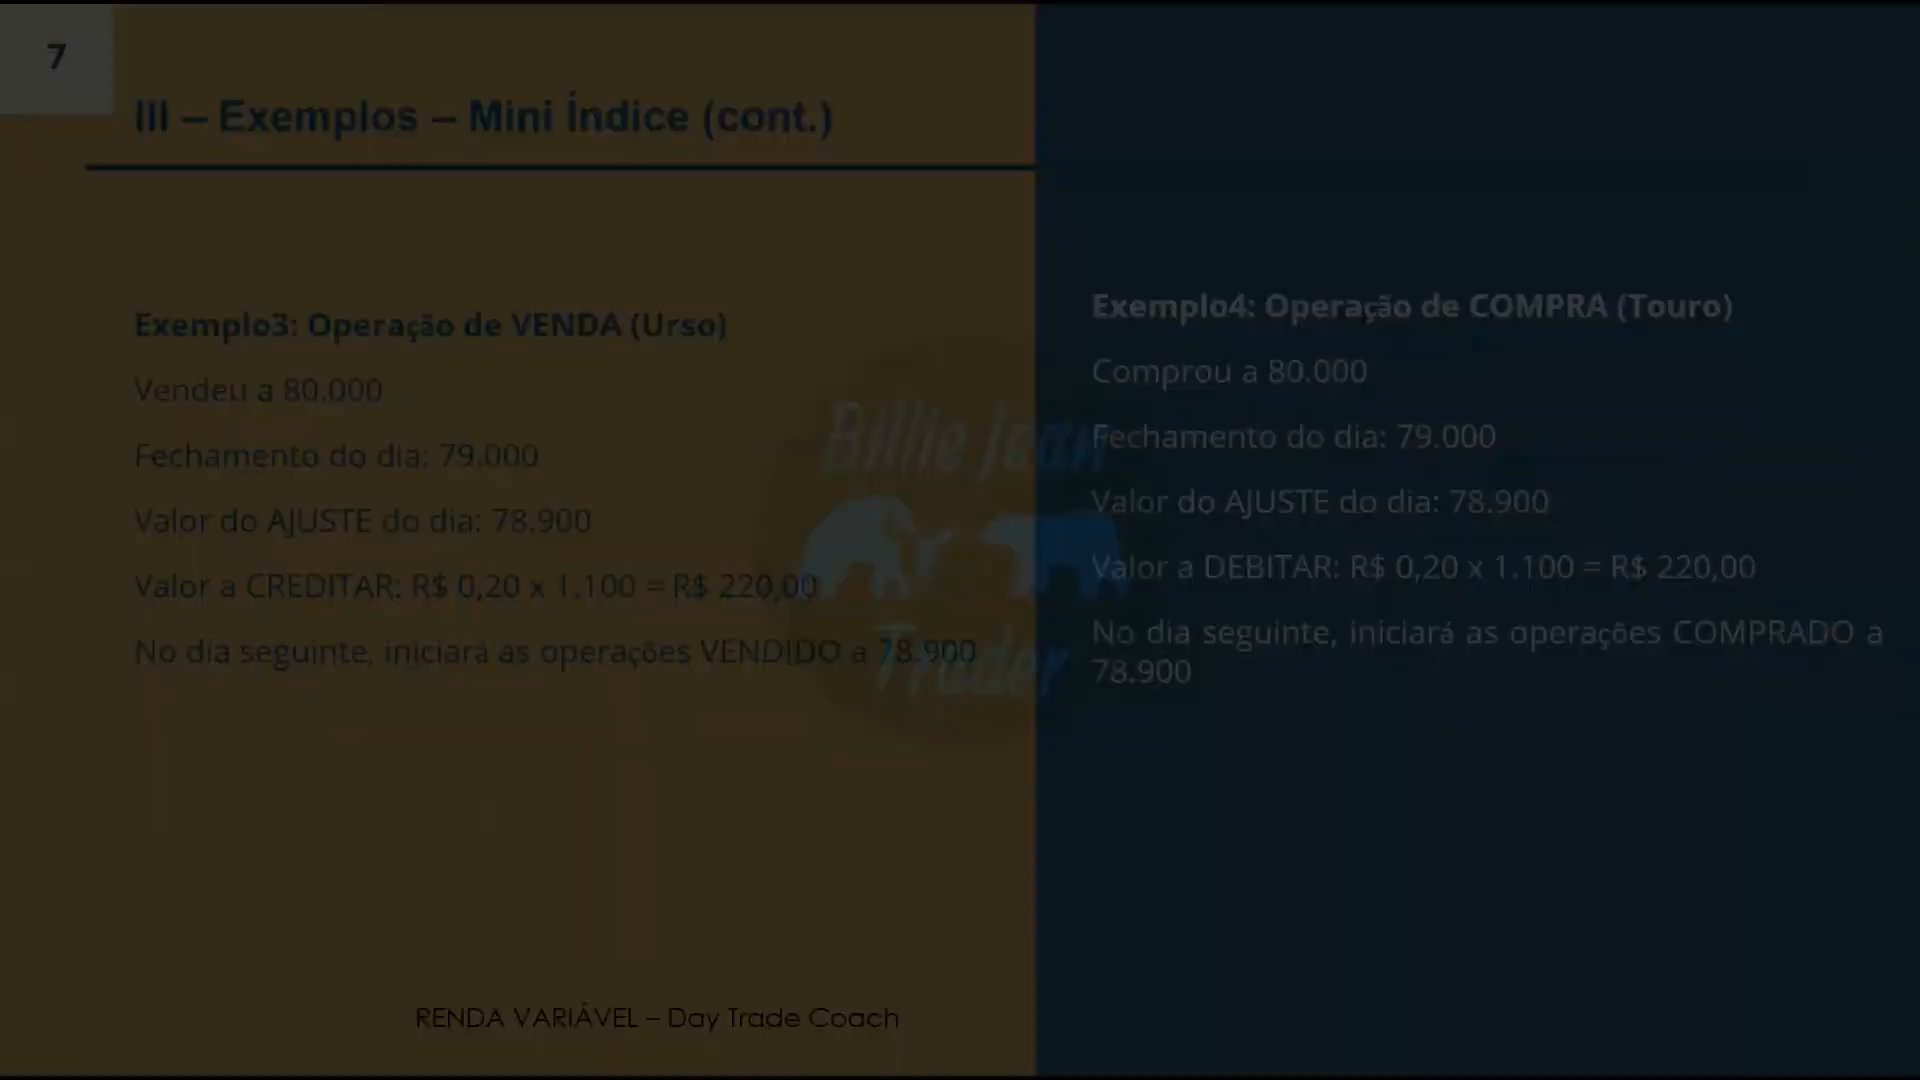 7
III – Exemplos – Mini Índice (cont.)
Exemplo3: Operação de VENDA (Urso)
Vendeu a 80.000
Fechamento do dia: 79.000
Valor do AJUSTE do dia: 78.900
Valor a CREDITAR: R$ 0,20 x 1.100 = R$ 220,00
No dia seguinte, iniciará as operações VENDIDO a 78.900
Exemplo4: Operação de COMPRA (Touro)
Comprou a 80.000
Fechamento do dia: 79.000
Valor do AJUSTE do dia: 78.900
Valor a DEBITAR: R$ 0,20 x 1.100 = R$ 220,00
No dia seguinte, iniciará as operações COMPRADO a
78.900
Billie Jean
Trader
RENDA VARIÁVEL – Day Trade Coach